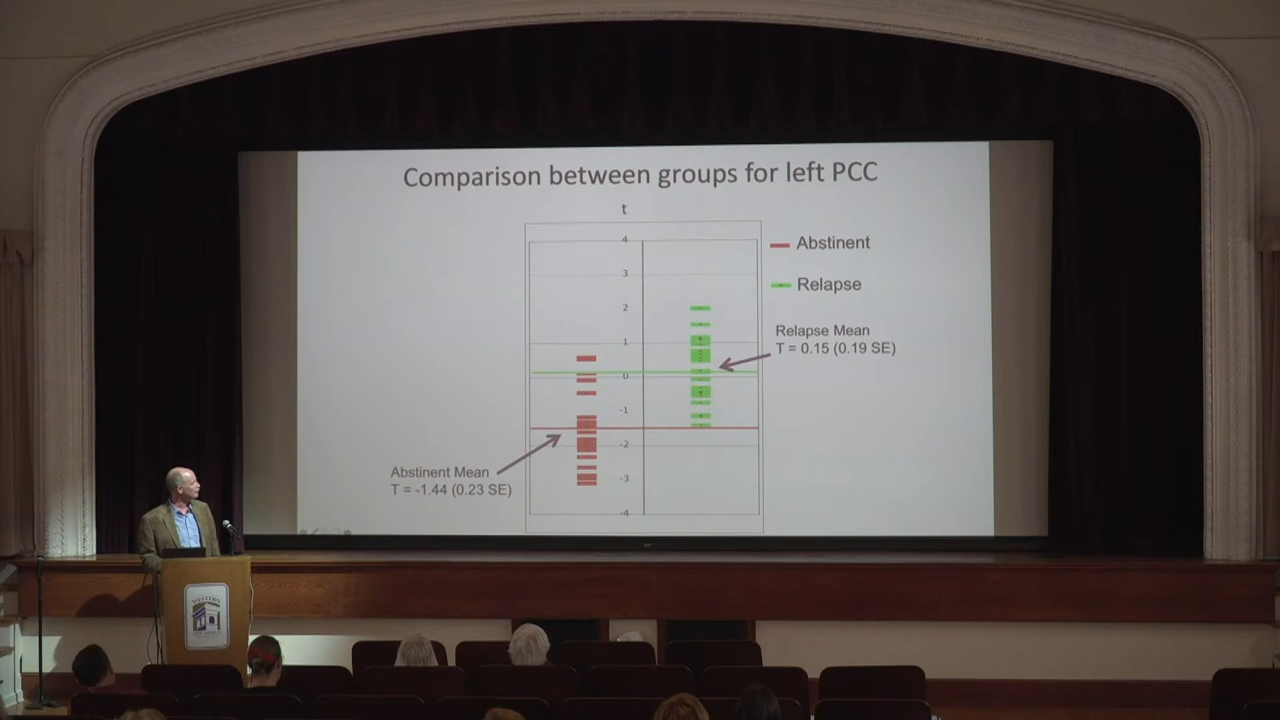 Comparison between groups for left PCC
t
4
3
2
1
0
-1
-2
-3
-4
Abstinent
Relapse
Relapse Mean
T = 0.15 (0.19 SE)
Abstinent Mean
T = -1.44 (0.23 SE)
WESTERN